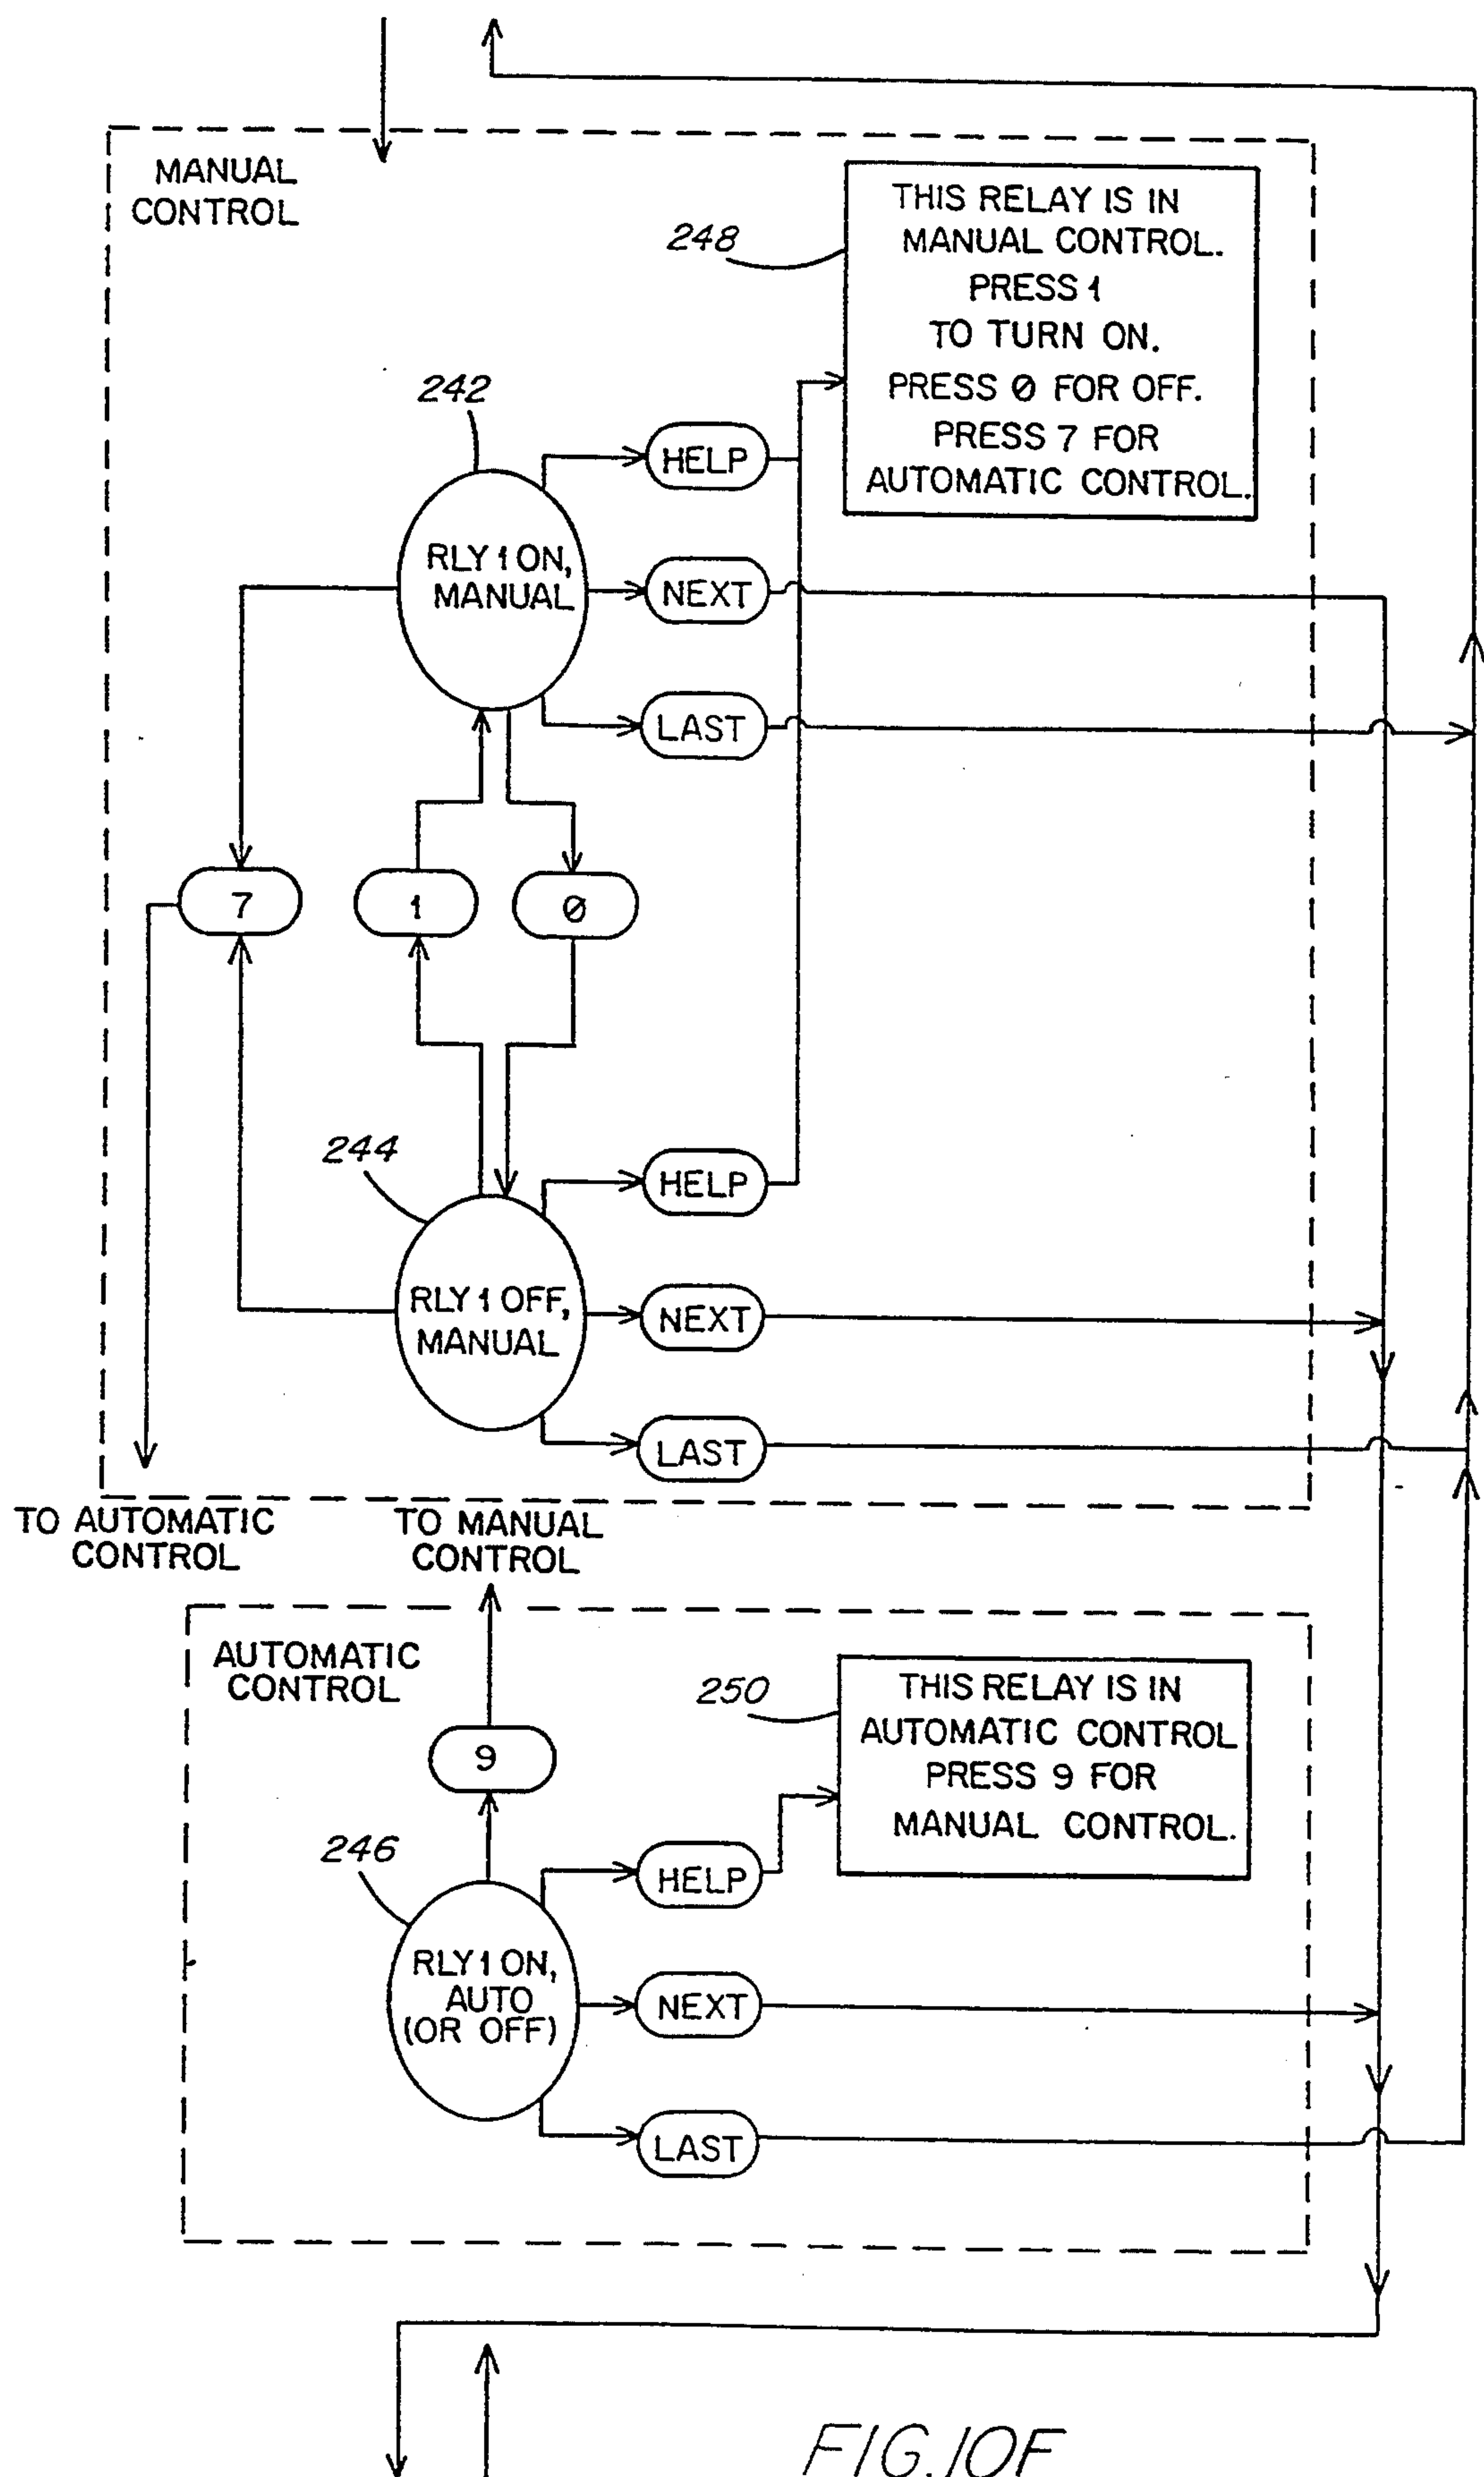 MANUAL
CONTROL
THIS RELAY IS IN
MANUAL CONTROL.
PRESS 1
TO TURN ON.
PRESS 0 FOR OFF.
PRESS 7 FOR
AUTOMATIC CONTROL.
248
242
HELP
RLY 1 ON,
MANUAL
NEXT
LAST
7
1
0
244
HELP
RLY 1 OFF,
MANUAL
NEXT
LAST
TO AUTOMATIC
CONTROL
TO MANUAL
CONTROL
AUTOMATIC
CONTROL
250
THIS RELAY IS IN
AUTOMATIC CONTROL
PRESS 9 FOR
MANUAL CONTROL.
9
246
HELP
RLY 1 ON,
AUTO
(OR OFF)
NEXT
LAST
FIG. 10F